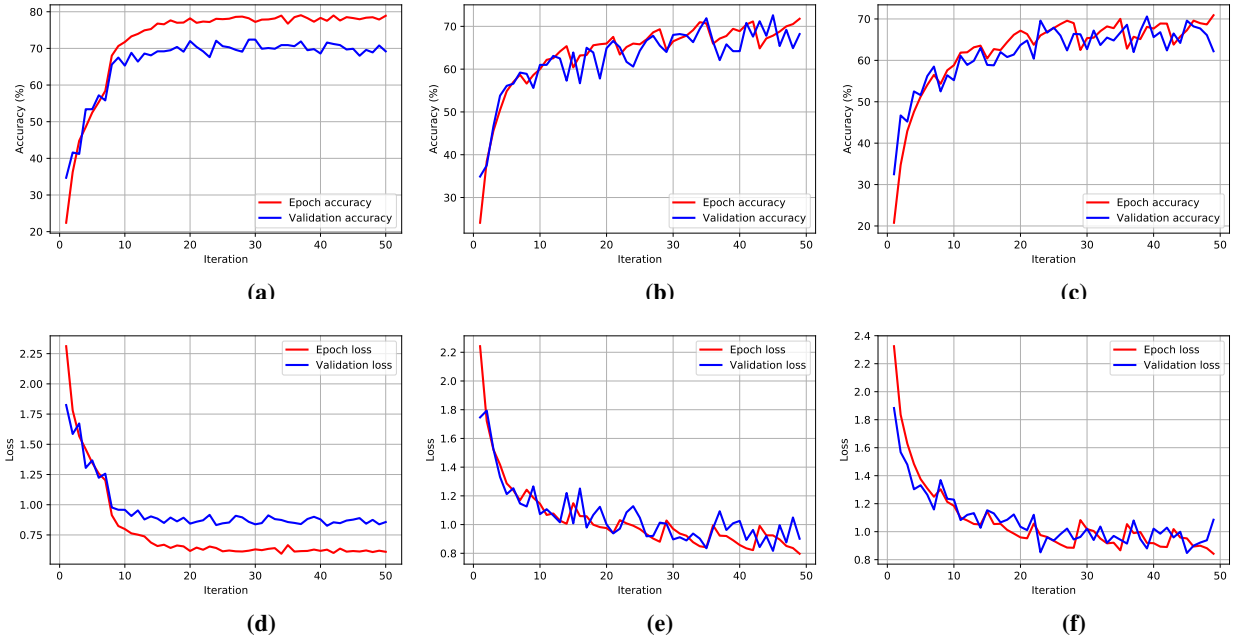 80
70
60
50
40
30
20
Accuracy (%)
0 10 20 30 40 50
Iteration
Epoch accuracy
Validation accuracy
(a)
70
60
50
40
30
Accuracy (%)
0 10 20 30 40 50
Iteration
Epoch accuracy
Validation accuracy
(b)
70
60
50
40
30
20
Accuracy (%)
0 10 20 30 40 50
Iteration
Epoch accuracy
Validation accuracy
(c)
2.25
2.00
1.75
1.50
1.25
1.00
0.75
Loss
0 10 20 30 40 50
Iteration
Epoch loss
Validation loss
(d)
2.2
2.0
1.8
1.6
1.4
1.2
1.0
0.8
Loss
0 10 20 30 40 50
Iteration
Epoch loss
Validation loss
(e)
2.4
2.2
2.0
1.8
1.6
1.4
1.2
1.0
0.8
Loss
0 10 20 30 40 50
Iteration
Epoch loss
Validation loss
(f)